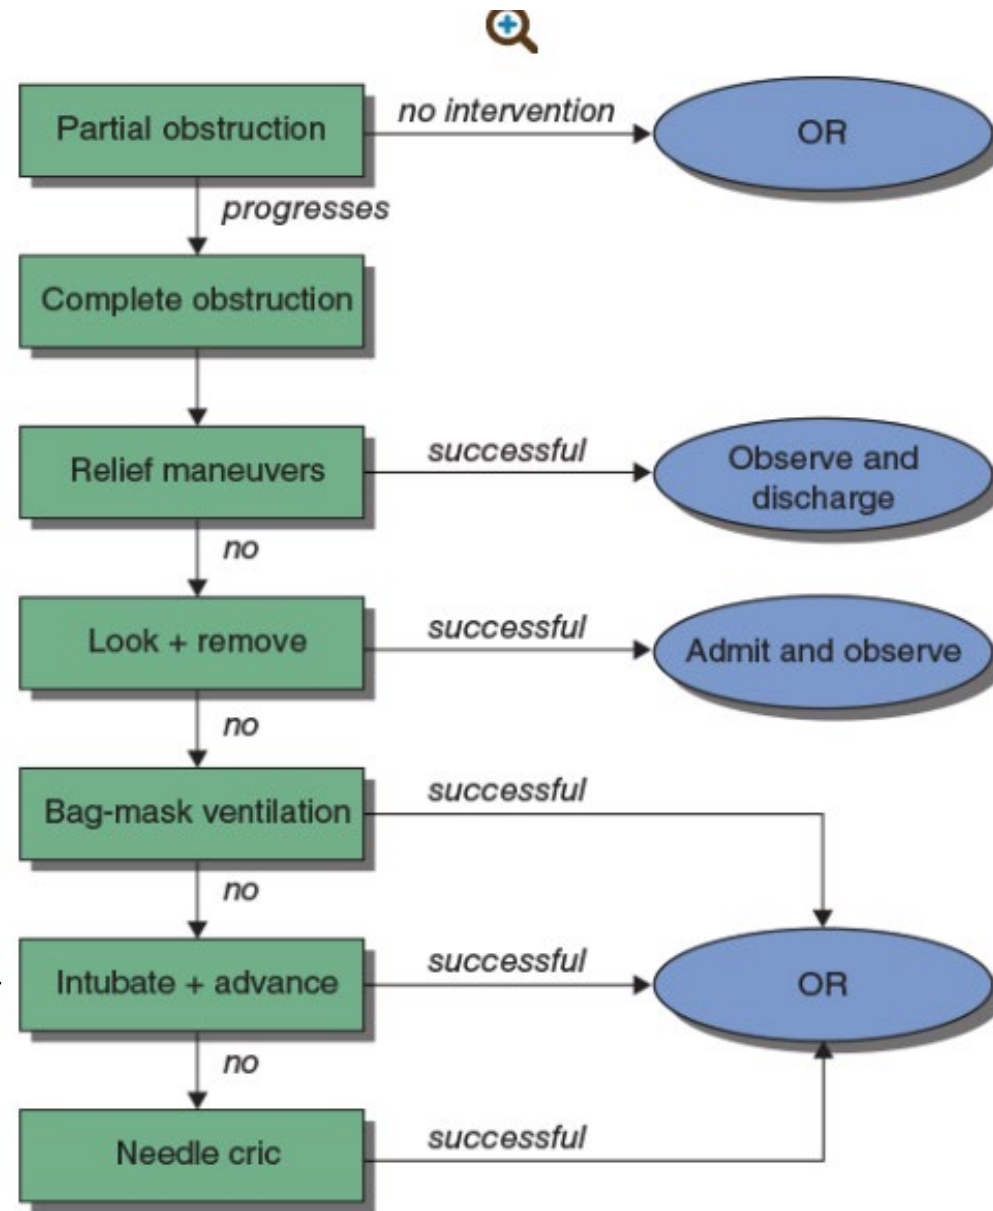 Partial obstruction
no intervention
OR
progresses
Complete obstruction
Relief maneuvers
successful
Observe and
discharge
no
Look + remove
successful
Admit and observe
no
Bag-mask ventilation
successful
no
Intubate + advance
successful
OR
no
Needle cric
successful